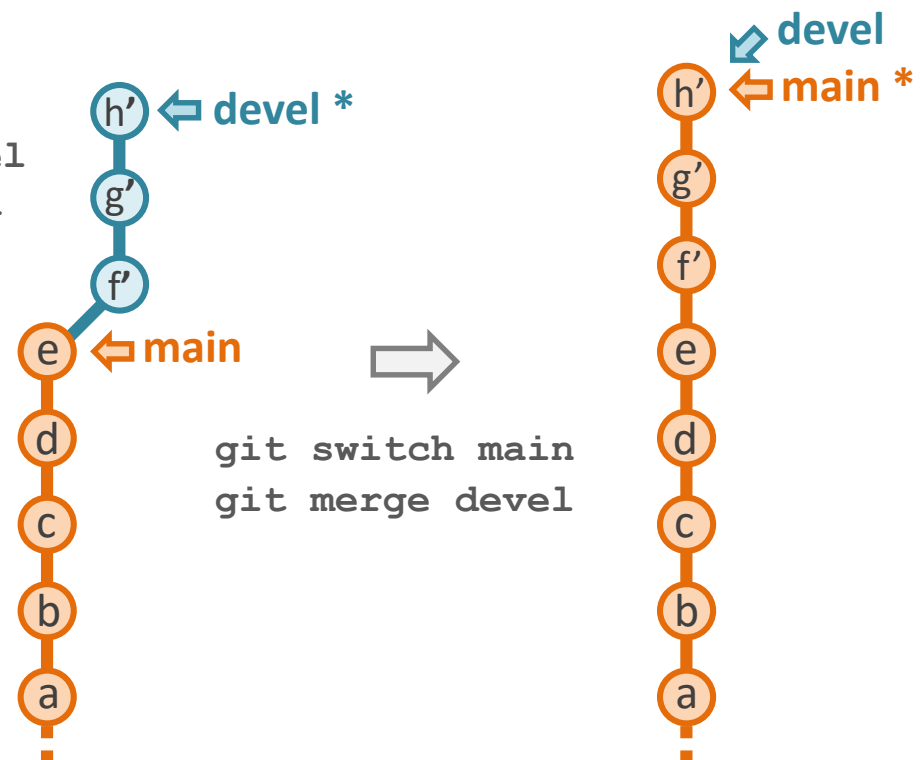 h’
devel *
g’
f’
e
main
d
c
b
a
git switch main
git merge devel
devel
h’
main *
g’
f’
e
d
c
b
a